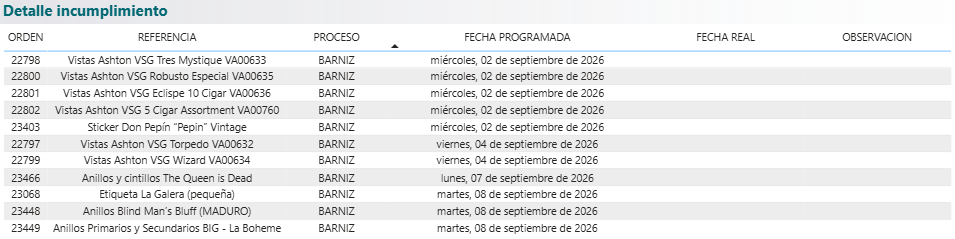 Detalle incumplimiento
ORDEN REFERENCIA PROCESO FECHA PROGRAMADA FECHA REAL OBSERVACION
22798 Vistas Ashton VSG Tres Mystique VA00633 BARNIZ miércoles, 02 de septiembre de 2026
22800 Vistas Ashton VSG Robusto Especial VA00635 BARNIZ miércoles, 02 de septiembre de 2026
22801 Vistas Ashton VSG Eclispe 10 Cigar VA00636 BARNIZ miércoles, 02 de septiembre de 2026
22802 Vistas Ashton VSG 5 Cigar Assortment VA00760 BARNIZ miércoles, 02 de septiembre de 2026
23403 Sticker Don Pepín “Pepin” Vintage BARNIZ miércoles, 02 de septiembre de 2026
22797 Vistas Ashton VSG Torpedo VA00632 BARNIZ viernes, 04 de septiembre de 2026
22799 Vistas Ashton VSG Wizard VA00634 BARNIZ viernes, 04 de septiembre de 2026
23466 Anillos y cintillos The Queen is Dead BARNIZ lunes, 07 de septiembre de 2026
23068 Etiqueta La Galera (pequeña) BARNIZ martes, 08 de septiembre de 2026
23448 Anillos Blind Man's Bluff (MADURO) BARNIZ martes, 08 de septiembre de 2026
23449 Anillos Primarios y Secundarios BIG - La Boheme BARNIZ martes, 08 de septiembre de 2026